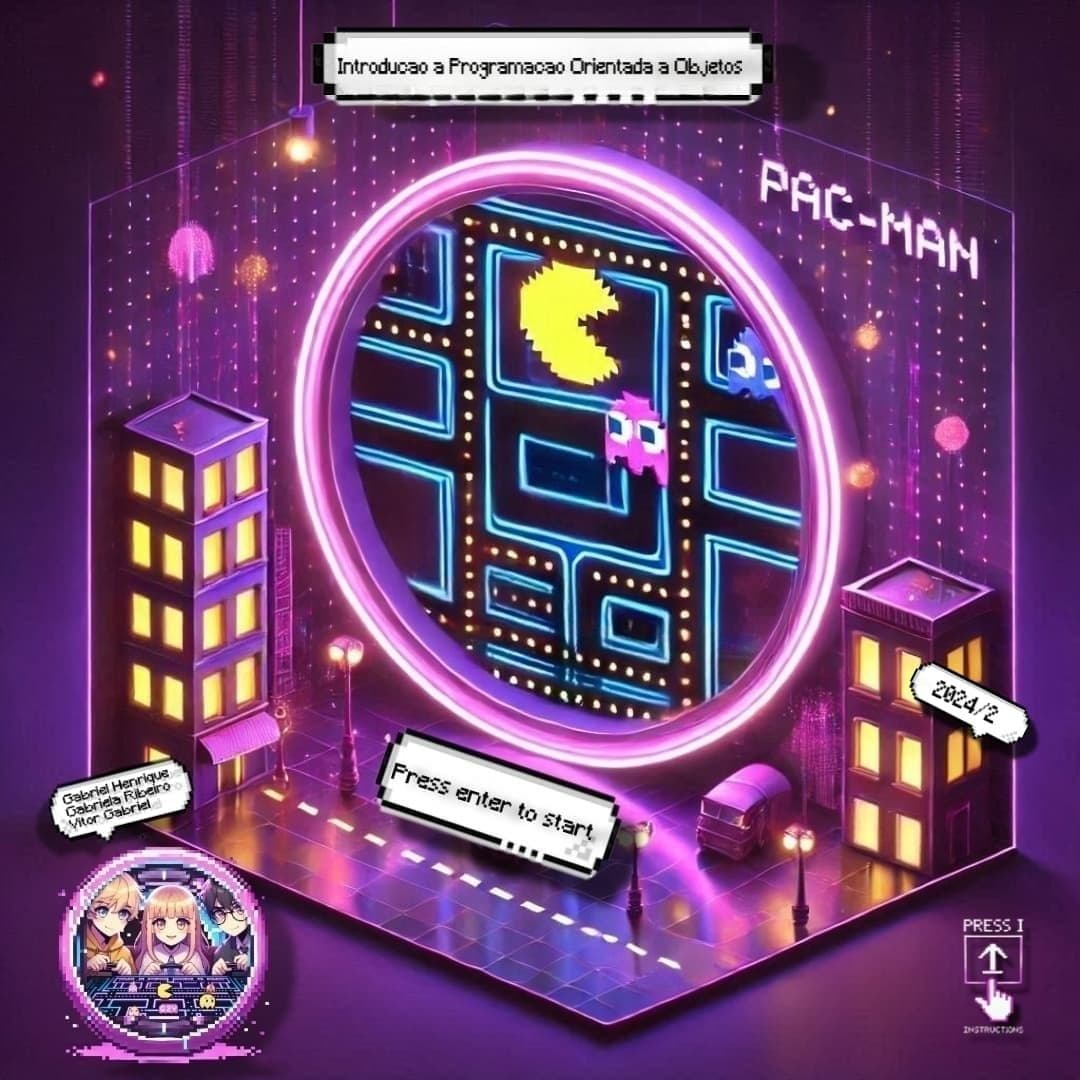 Introducao a Programacao Orientada a Objetos
PAC-MAN
2024/2
Press enter to start
Gabriel Henrique
Gabriela Ribeiro
Vitor Gabriel
PRESS I
INSTRUCTIONS